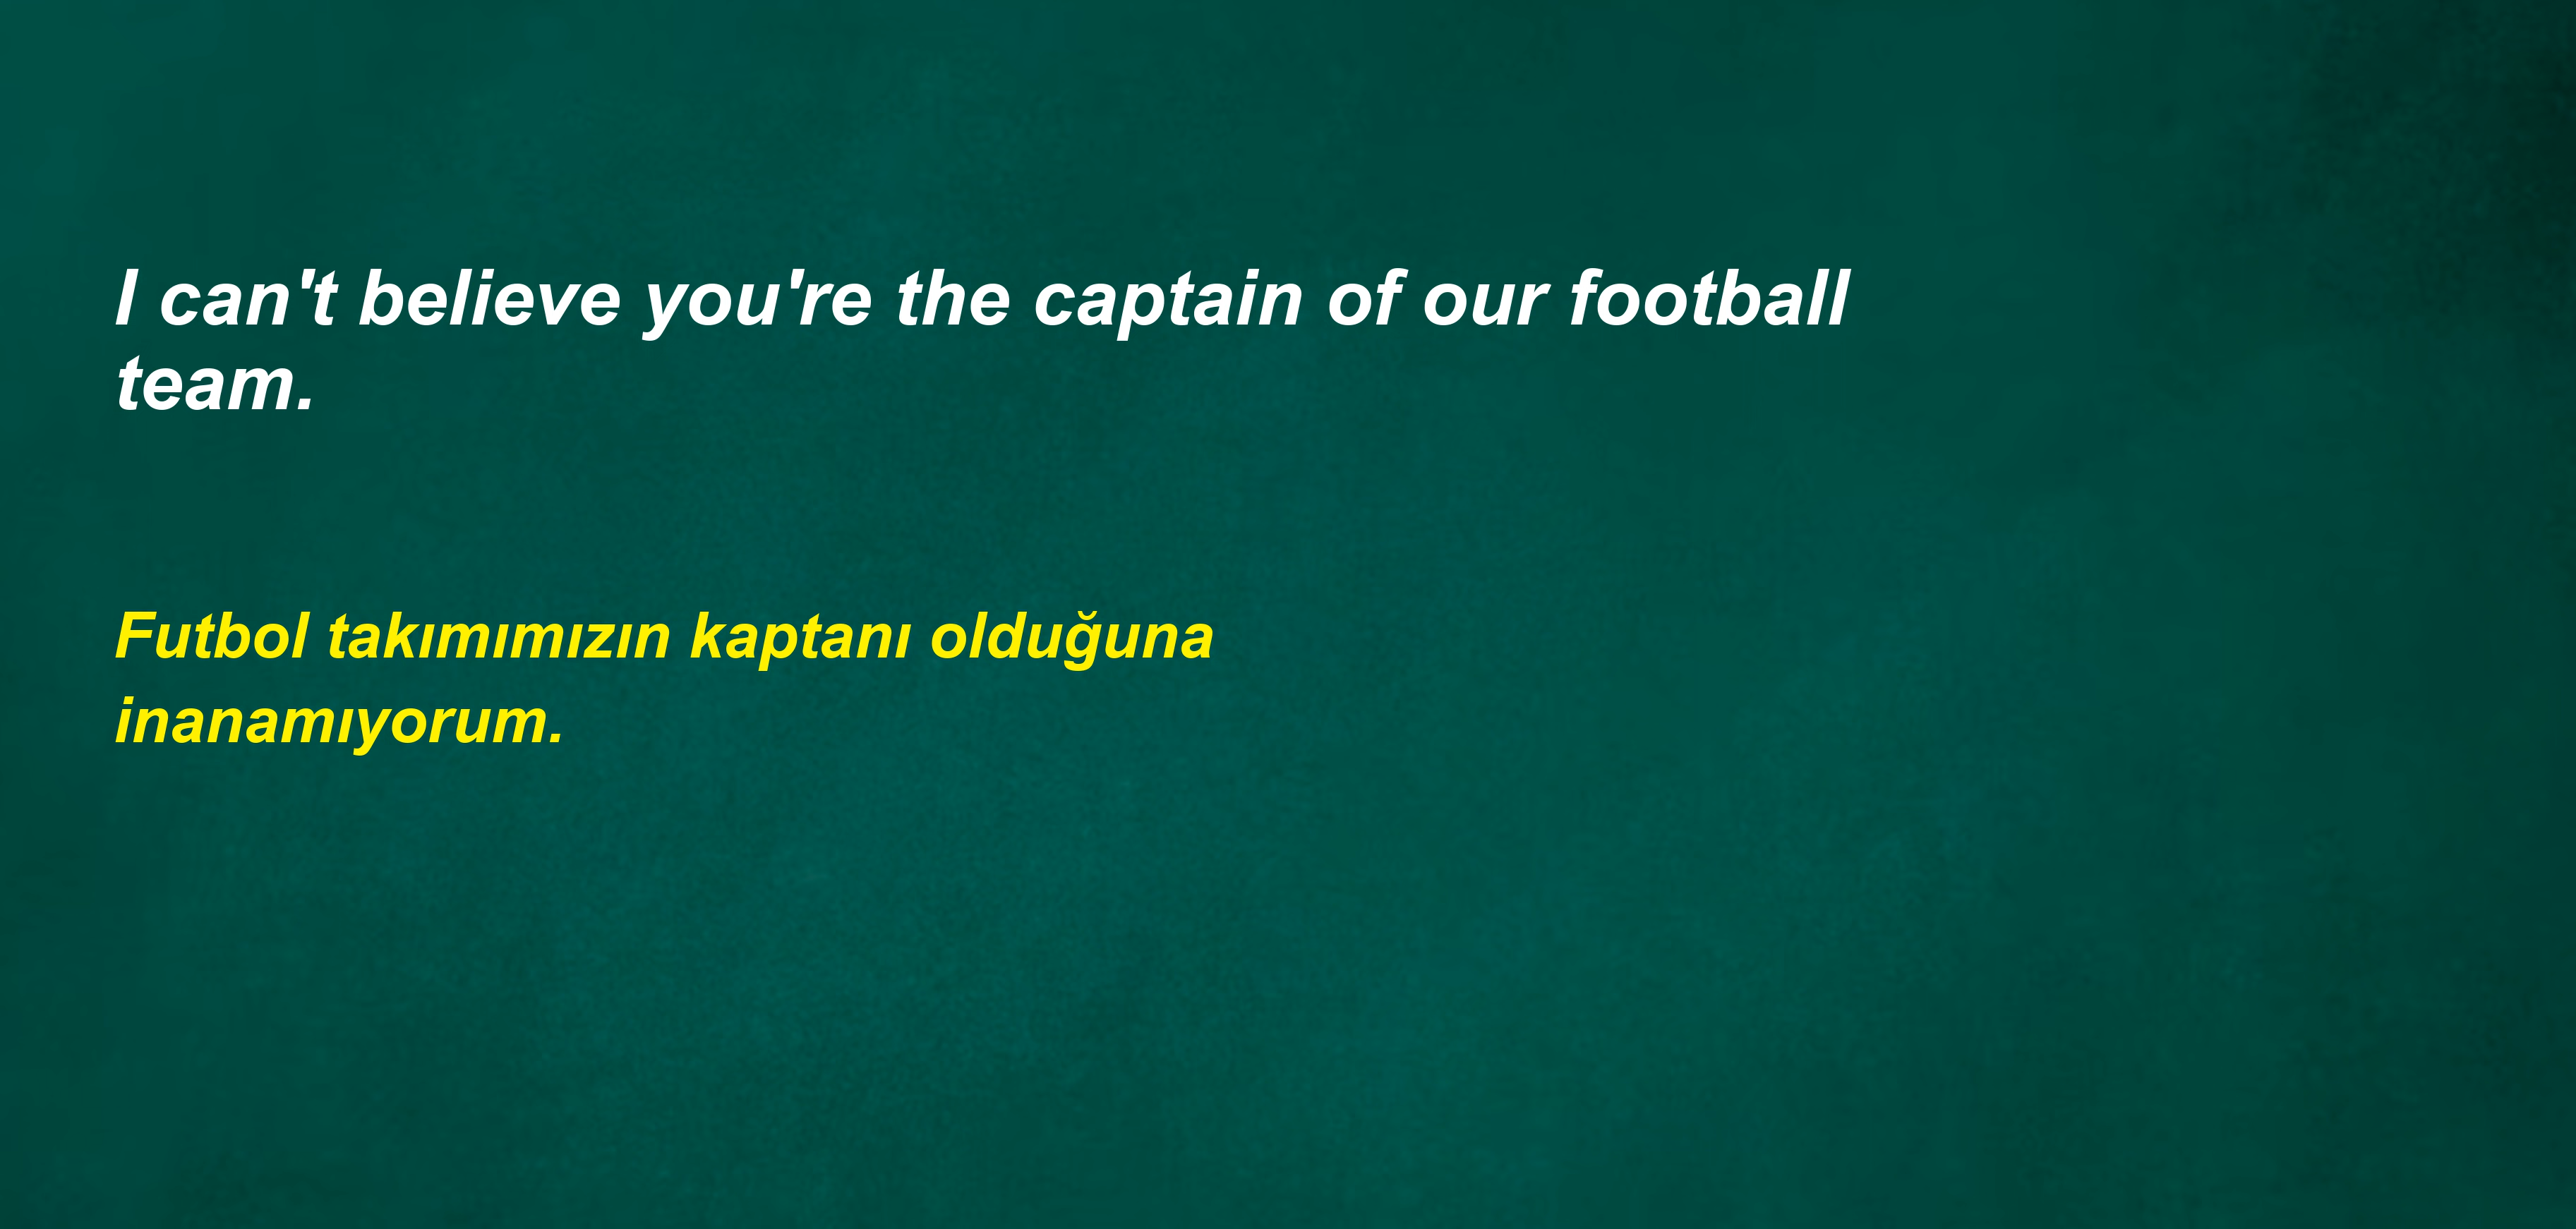 I can't believe you're the captain of our football
team.
Futbol takımımızın kaptanı olduğuna
inanamıyorum.